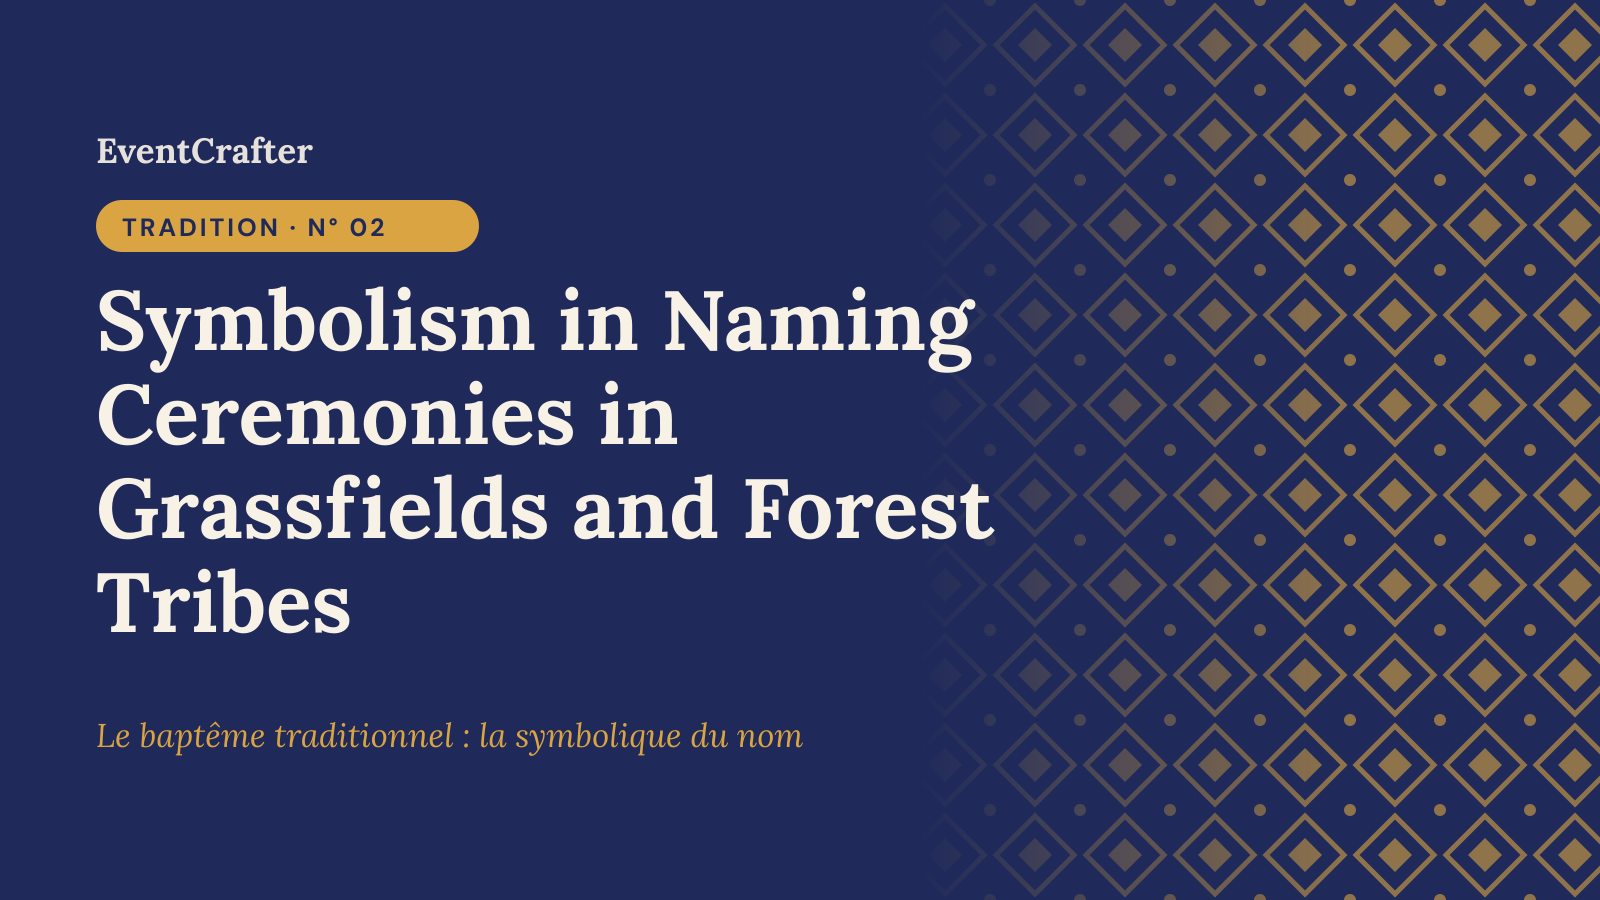 EventCrafter
TRADITION · N° 02
Symbolism in Naming
Ceremonies in
Grassfields and Forest
Tribes
Le baptême traditionnel : la symbolique du nom